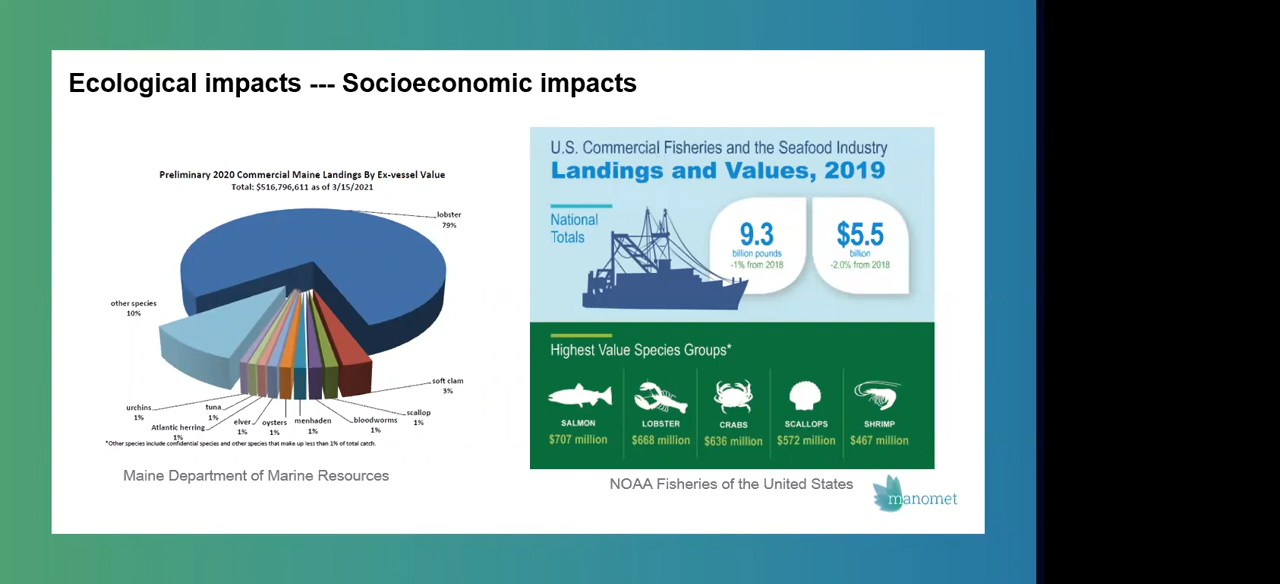 Ecological impacts --- Socioeconomic impacts
Preliminary 2020 Commercial Maine Landings By Ex-vessel Value
Total: $516,796,611 as of 3/15/2021
lobster
79%
other species
10%
soft clam
3%
scallop
1%
bloodworms
1%
menhaden
1%
oysters
1%
elver
1%
tuna
1%
Atlantic herring
1%
urchins
1%
*Other species include confidential species and other species that make up less than 1% of total catch.
Maine Department of Marine Resources
U.S. Commercial Fisheries and the Seafood Industry
Landings and Values, 2019
National
Totals
9.3
billion pounds
-1% from 2018
$5.5
billion
-2.0% from 2018
Highest Value Species Groups*
SALMON
$707 million
LOBSTER
$668 million
CRABS
$636 million
SCALLOPS
$572 million
SHRIMP
$467 million
NOAA Fisheries of the United States
manomet